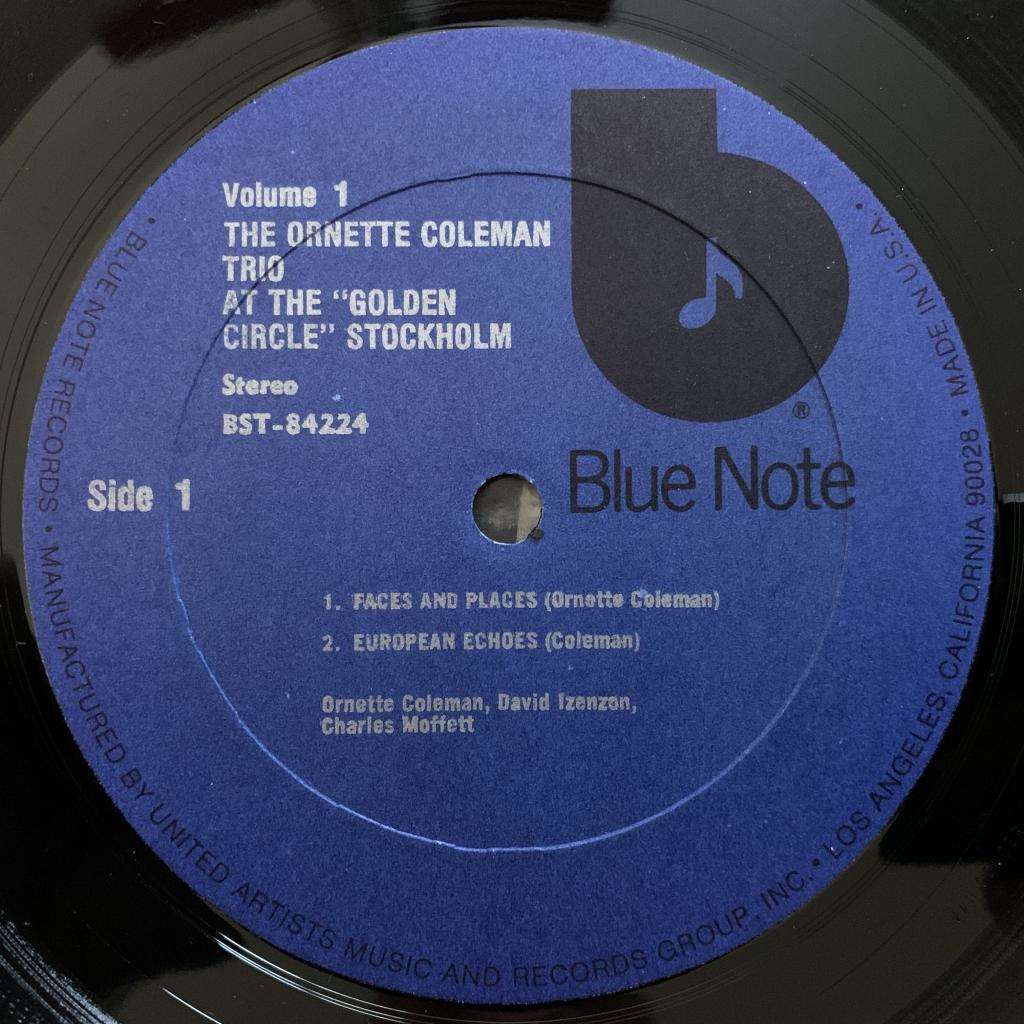 Volume 1
THE ORNETTE COLEMAN
TRIO
AT THE “GOLDEN
CIRCLE” STOCKHOLM
Stereo
BST-84224
Side 1
®
Blue Note
1. FACES AND PLACES (Ornette Coleman)
2. EUROPEAN ECHOES (Coleman)
Ornette Coleman, David Izenzon,
Charles Moffett
• BLUE NOTE RECORDS • MANUFACTURED BY UNITED ARTISTS MUSIC AND RECORDS GROUP, INC. • LOS ANGELES, CALIFORNIA 90028 • MADE IN U.S.A. •